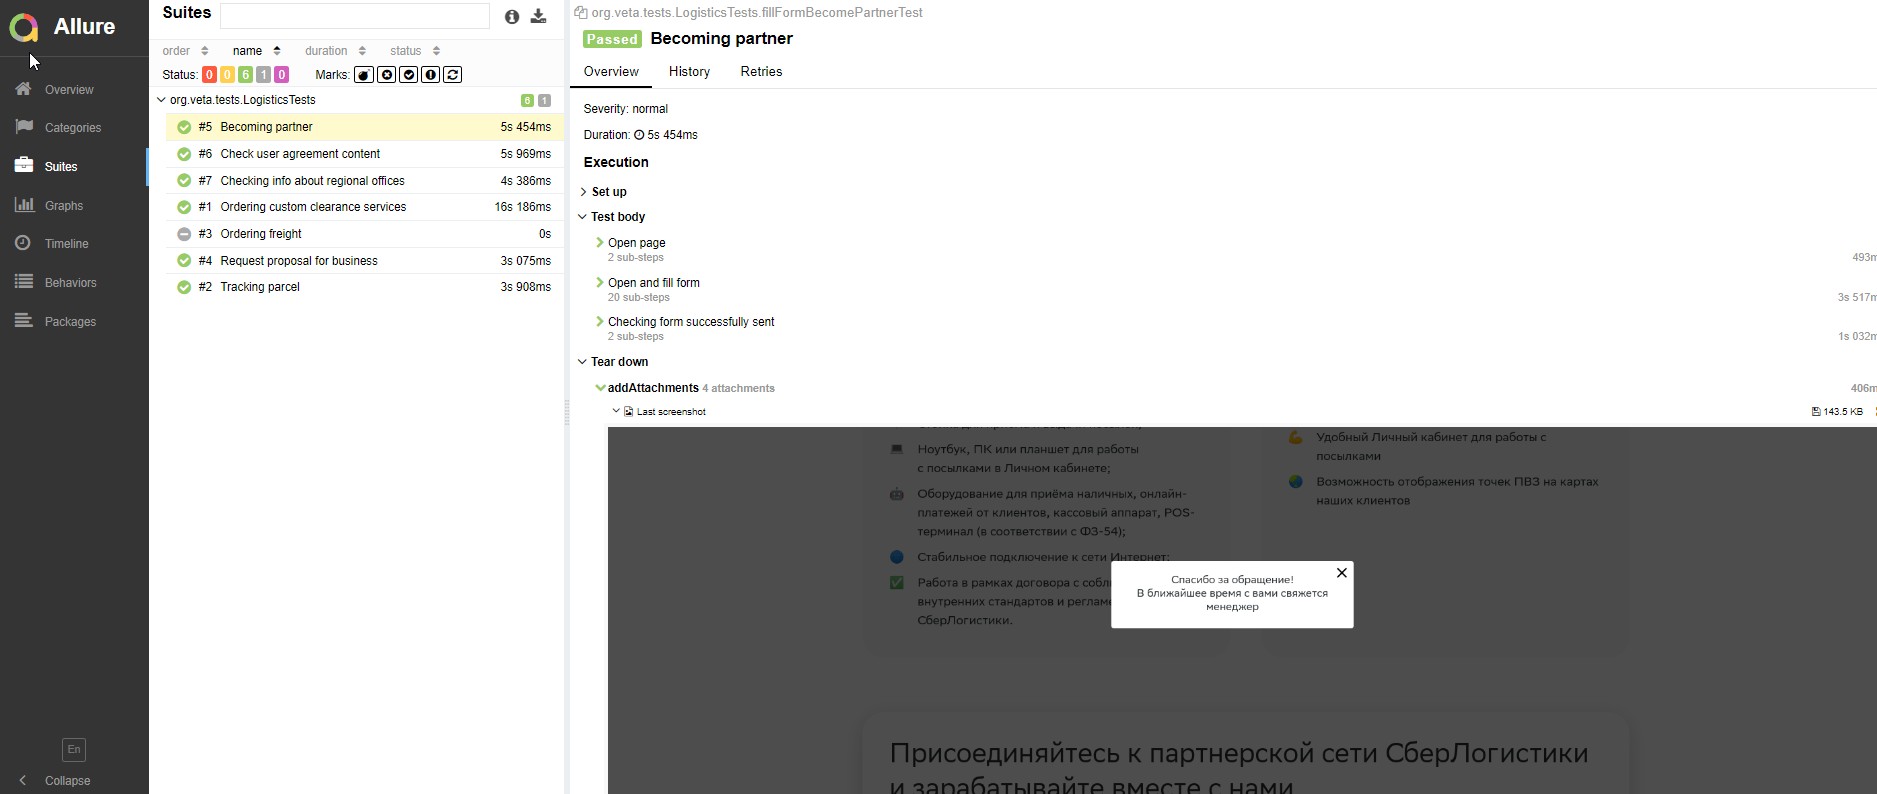 Allure
Overview
Categories
Suites
Graphs
Timeline
Behaviors
Packages
En
Collapse
Suites
order name duration status
Status: 0 0 6 1 0 Marks:
org.veta.tests.LogisticsTests 6 1
#5 Becoming partner 5s 454ms
#6 Check user agreement content 5s 969ms
#7 Checking info about regional offices 4s 386ms
#1 Ordering custom clearance services 16s 186ms
#3 Ordering freight 0s
#4 Request proposal for business 3s 075ms
#2 Tracking parcel 3s 908ms
org.veta.tests.LogisticsTests.fillFormBecomePartnerTest
Passed Becoming partner
Overview History Retries
Severity: normal
Duration: 5s 454ms
Execution
Set up
Test body
Open page
2 sub-steps 493m
Open and fill form
20 sub-steps 3s 517m
Checking form successfully sent
2 sub-steps 1s 032m
Tear down
addAttachments 4 attachments 406m
Last screenshot 143.5 KB
Ноутбук, ПК или планшет для работы
с посылками в Личном кабинете;
Оборудование для приёма наличных, онлайн-
платежей от клиентов, кассовый аппарат, POS-
терминал (в соответствии с ФЗ-54);
Стабильное подключение к сети Интернет;
Работа в рамках договора с собл
внутренних стандартов и регламе
СберЛогистики.
Удобный Личный кабинет для работы с
посылками
Возможность отображения точек ПВЗ на картах
наших клиентов
Спасибо за обращение!
В ближайшее время с вами свяжется
менеджер
Присоединяйтесь к партнерской сети СберЛогистики
и зарабатывайте вместе с нами